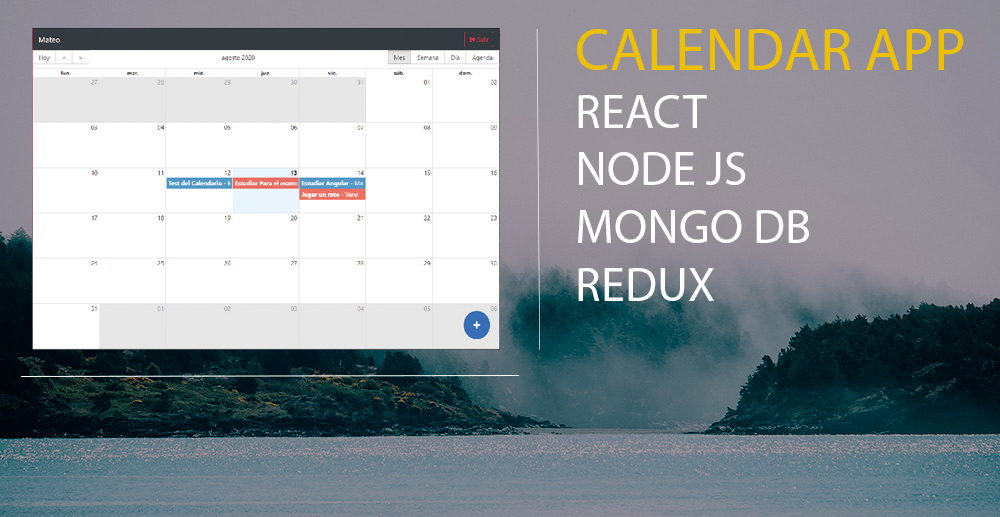 Mateo
Salir
Hoy < >
agosto 2020
Mes Semana Día Agenda
lun. mar. mié. jue. vie. sáb. dom.
27 28 29 30 31 01 02
03 04 05 06 07 08 09
10 11 12 13 14 15 16
Test del Calendario - M
Estudiar Para el exame
Estudiar Angular - Ma
Jugar un rato - Vane
17 18 19 20 21 22 23
24 25 26 27 28 29 30
31 01 02 03 04 05 06
+
CALENDAR APP
REACT
NODE JS
MONGO DB
REDUX